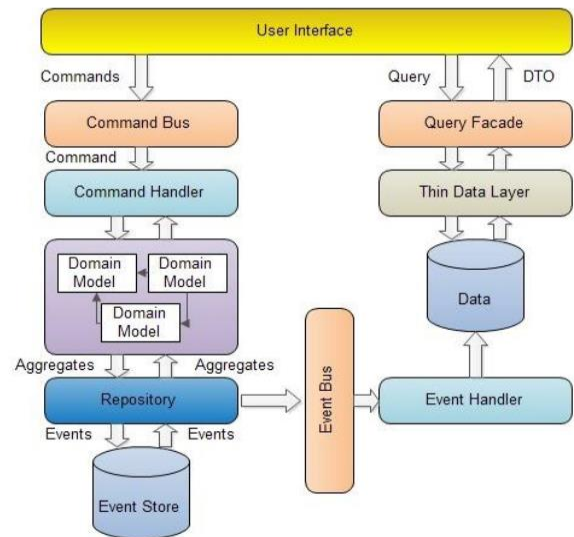 User Interface
Commands
Query
DTO
Command Bus
Query Facade
Command
Command Handler
Thin Data Layer
Domain
Model
Domain
Model
Domain
Model
Data
Aggregates
Aggregates
Repository
Event Bus
Event Handler
Events
Events
Event Store